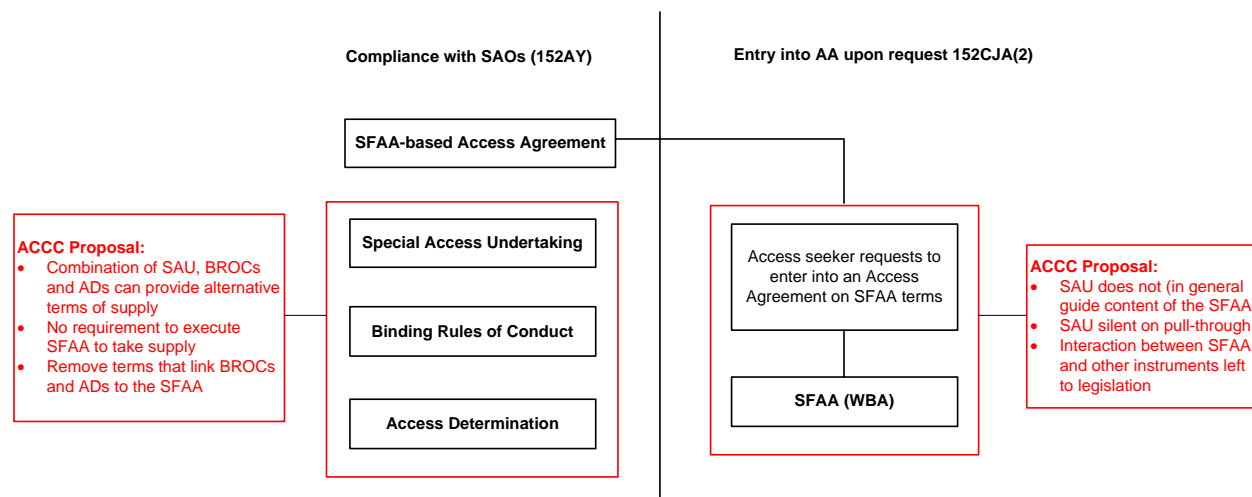 Compliance with SAOs (152AY)
Entry into AA upon request 152CJA(2)
SFAA-based Access Agreement
ACCC Proposal:
• Combination of SAU, BROCs
and ADs can provide alternative
terms of supply
• No requirement to execute
SFAA to take supply
• Remove terms that link BROCs
and ADs to the SFAA
Special Access Undertaking
Binding Rules of Conduct
Access Determination
Access seeker requests to
enter into an Access
Agreement on SFAA terms
SFAA (WBA)
ACCC Proposal:
• SAU does not (in general
guide content of the SFAA
• SAU silent on pull-through
• Interaction between SFAA
and other instruments left
to legislation